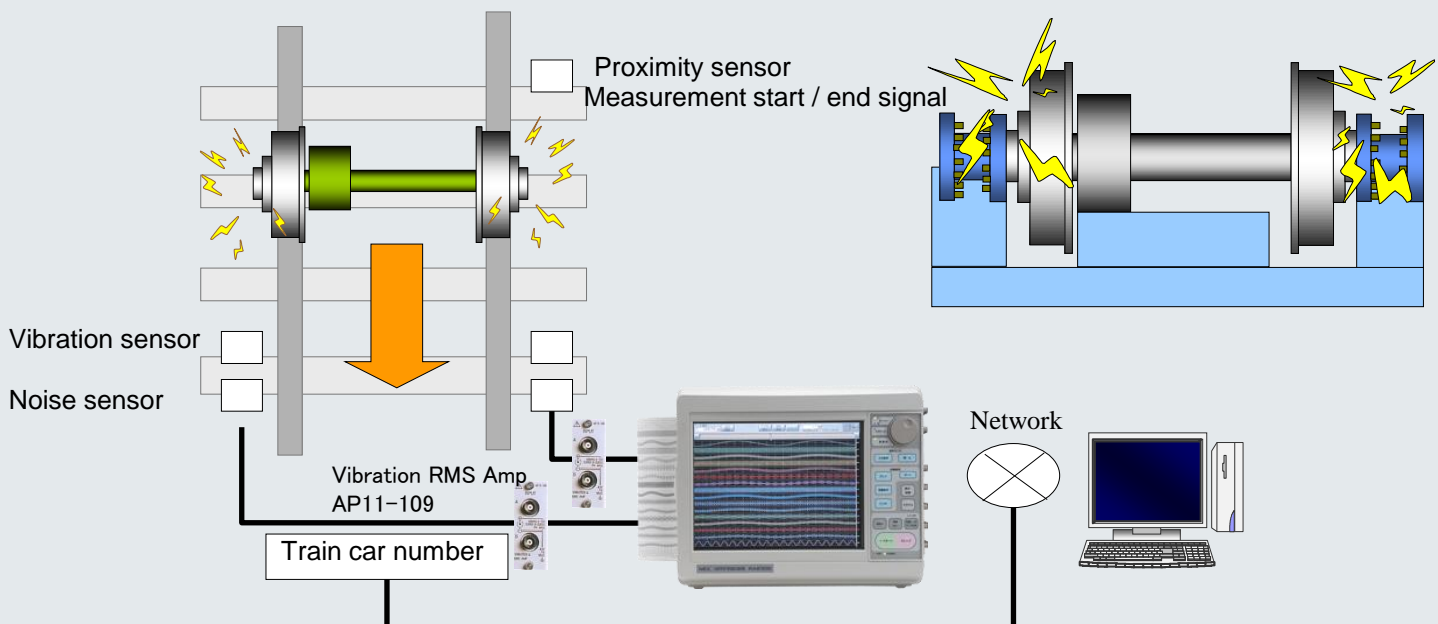 Proximity sensor
Measurement start / end signal
Vibration sensor
Noise sensor
Network
Vibration RMS Amp
AP11-109
Train car number